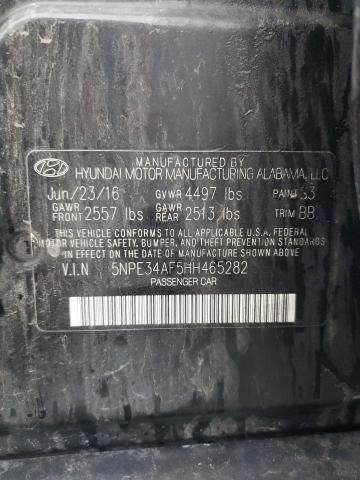 MANUFACTURED BY
HYUNDAI MOTOR MANUFACTURING ALABAMA, LLC
Jun/23/16 GVWR 4497 lbs PAINT S3
GAWR FRONT 2557 lbs GAWR REAR 2513 lbs TRIM BB
THIS VEHICLE CONFORMS TO ALL APPLICABLE U.S.A. FEDERAL
MOTOR VEHICLE SAFETY, BUMPER, AND THEFT PREVENTION
STANDARDS IN EFFECT ON THE DATE OF MANUFACTURE SHOWN ABOVE.
V.I.N 5NPE34AF5HH465282
PASSENGER CAR